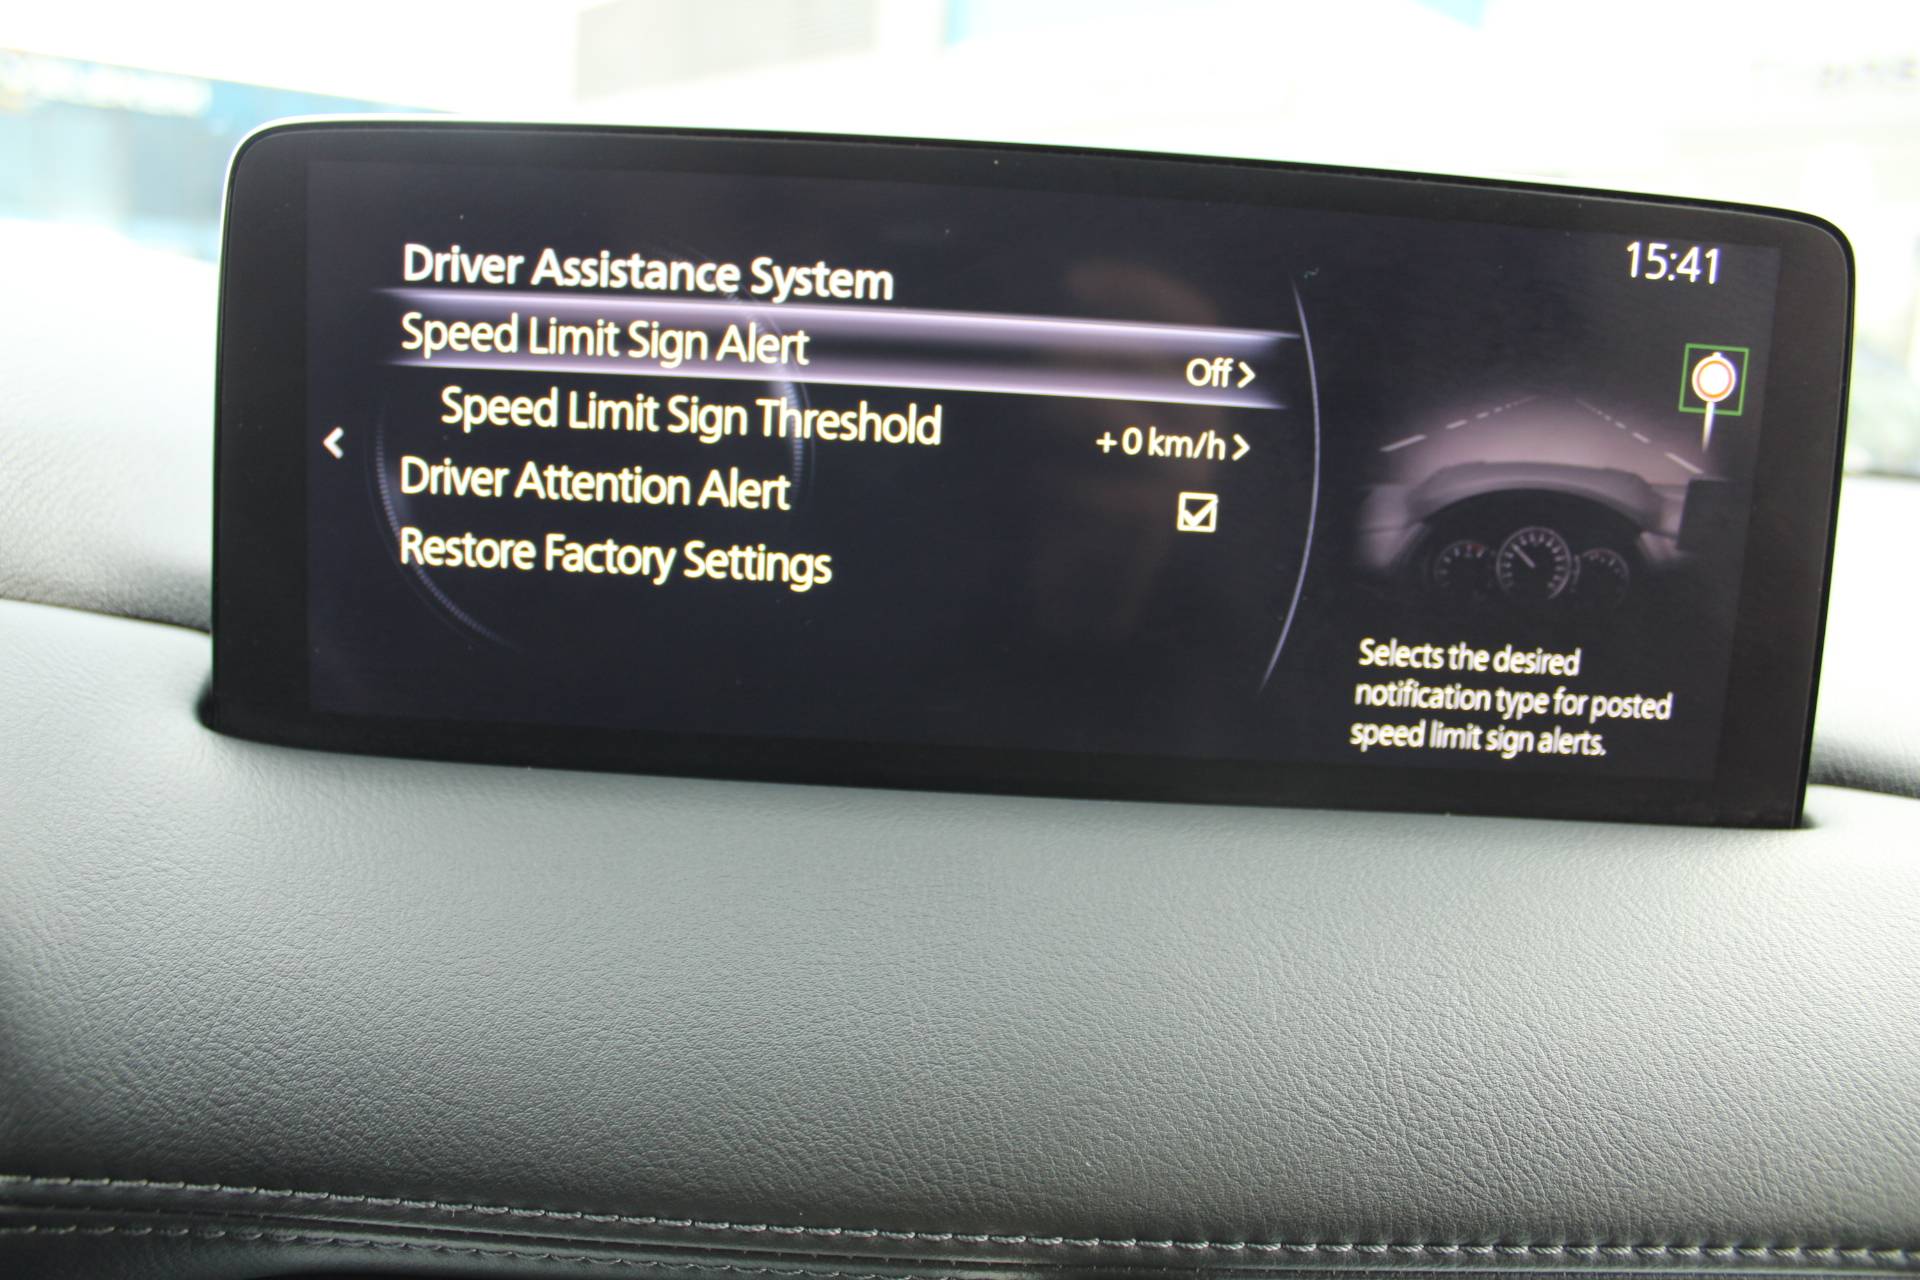 15:41
Driver Assistance System
Speed Limit Sign Alert Off >
Speed Limit Sign Threshold +0 km/h >
Driver Attention Alert
Restore Factory Settings
Selects the desired
notification type for posted
speed limit sign alerts.